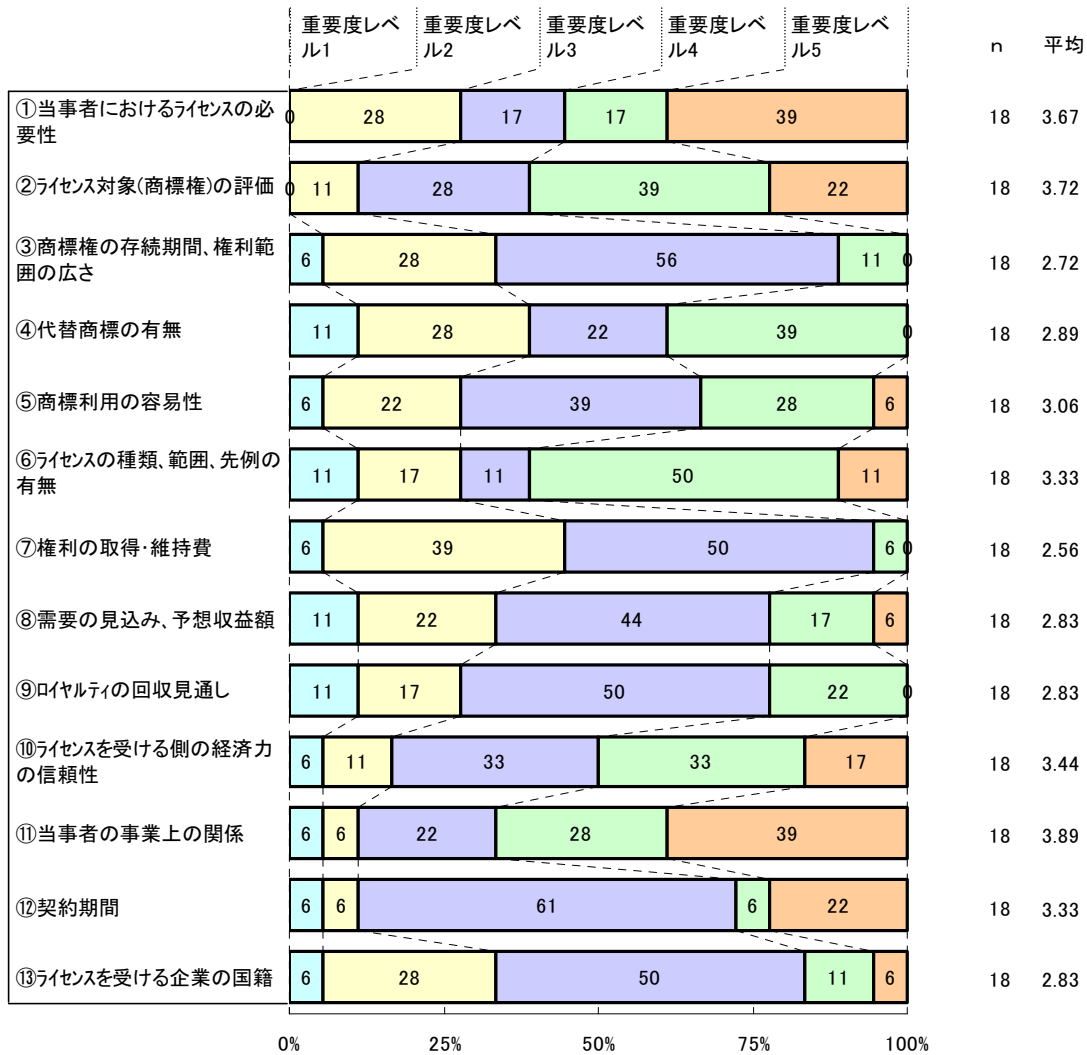 重要度レベ 重要度レベ 重要度レベ 重要度レベ 重要度レベ
ル1 ル2 ル3 ル4 ル5
n 平均
①当事者におけるライセンスの必
要性
0 28 17 17 39 18 3.67
②ライセンス対象(商標権)の評価 0 11 28 39 22 18 3.72
③商標権の存続期間、権利範
囲の広さ
6 28 56 11 0 18 2.72
④代替商標の有無 11 28 22 39 0 18 2.89
⑤商標利用の容易性 6 22 39 28 6 18 3.06
⑥ライセンスの種類、範囲、先例の
有無
11 17 11 50 11 18 3.33
⑦権利の取得・維持費 6 39 50 6 0 18 2.56
⑧需要の見込み、予想収益額 11 22 44 17 6 18 2.83
⑨ロイヤルティの回収見通し 11 17 50 22 0 18 2.83
⑩ライセンスを受ける側の経済力
の信頼性
6 11 33 33 17 18 3.44
⑪当事者の事業上の関係 6 6 22 28 39 18 3.89
⑫契約期間 6 6 61 6 22 18 3.33
⑬ライセンスを受ける企業の国籍 6 28 50 11 6 18 2.83
0% 25% 50% 75% 100%